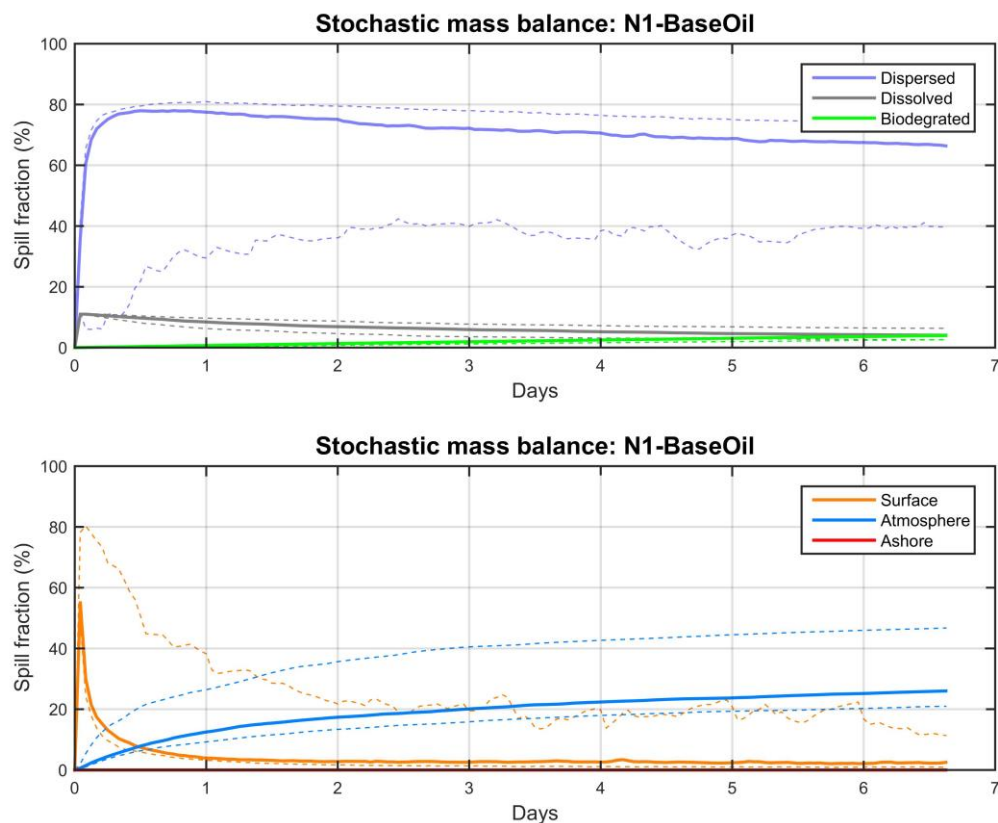 Stochastic mass balance: N1-BaseOil
100
80
60
40
20
0
Spill fraction (%)
Dispersed
Dissolved
Biodegrated
0 1 2 3 4 5 6 7
Days
Stochastic mass balance: N1-BaseOil
100
80
60
40
20
0
Spill fraction (%)
Surface
Atmosphere
Ashore
0 1 2 3 4 5 6 7
Days